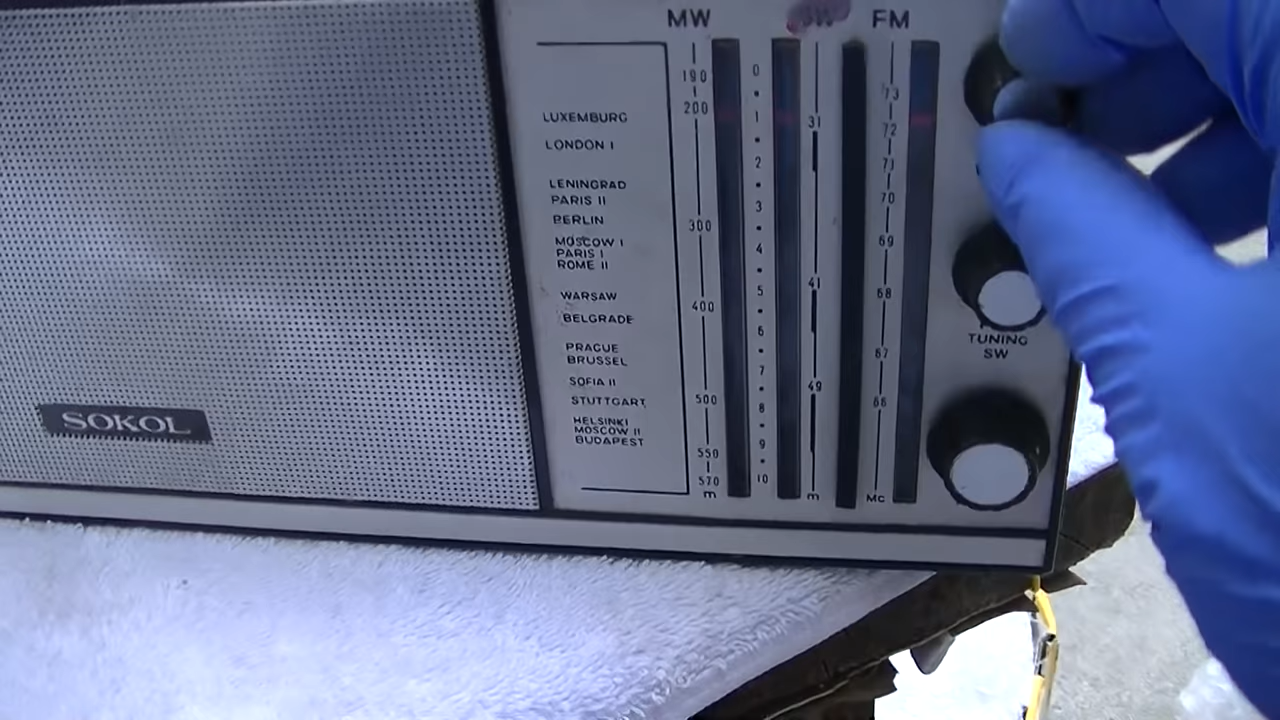 MW SW FM
190
200
300
400
500
550
570
m
LUXEMBURG
LONDON I
LENINGRAD
PARIS II
BERLIN
MOSCOW I
PARIS I
ROME II
WARSAW
BELGRADE
PRAGUE
BRUSSEL
SOFIA II
STUTTGART
HELSINKI
MOSCOW II
BUDAPEST
0
1
2
3
4
5
6
7
8
9
10
31
41
49
m
73
72
71
70
69
68
67
66
Mc
TUNING
SW
SOKOL